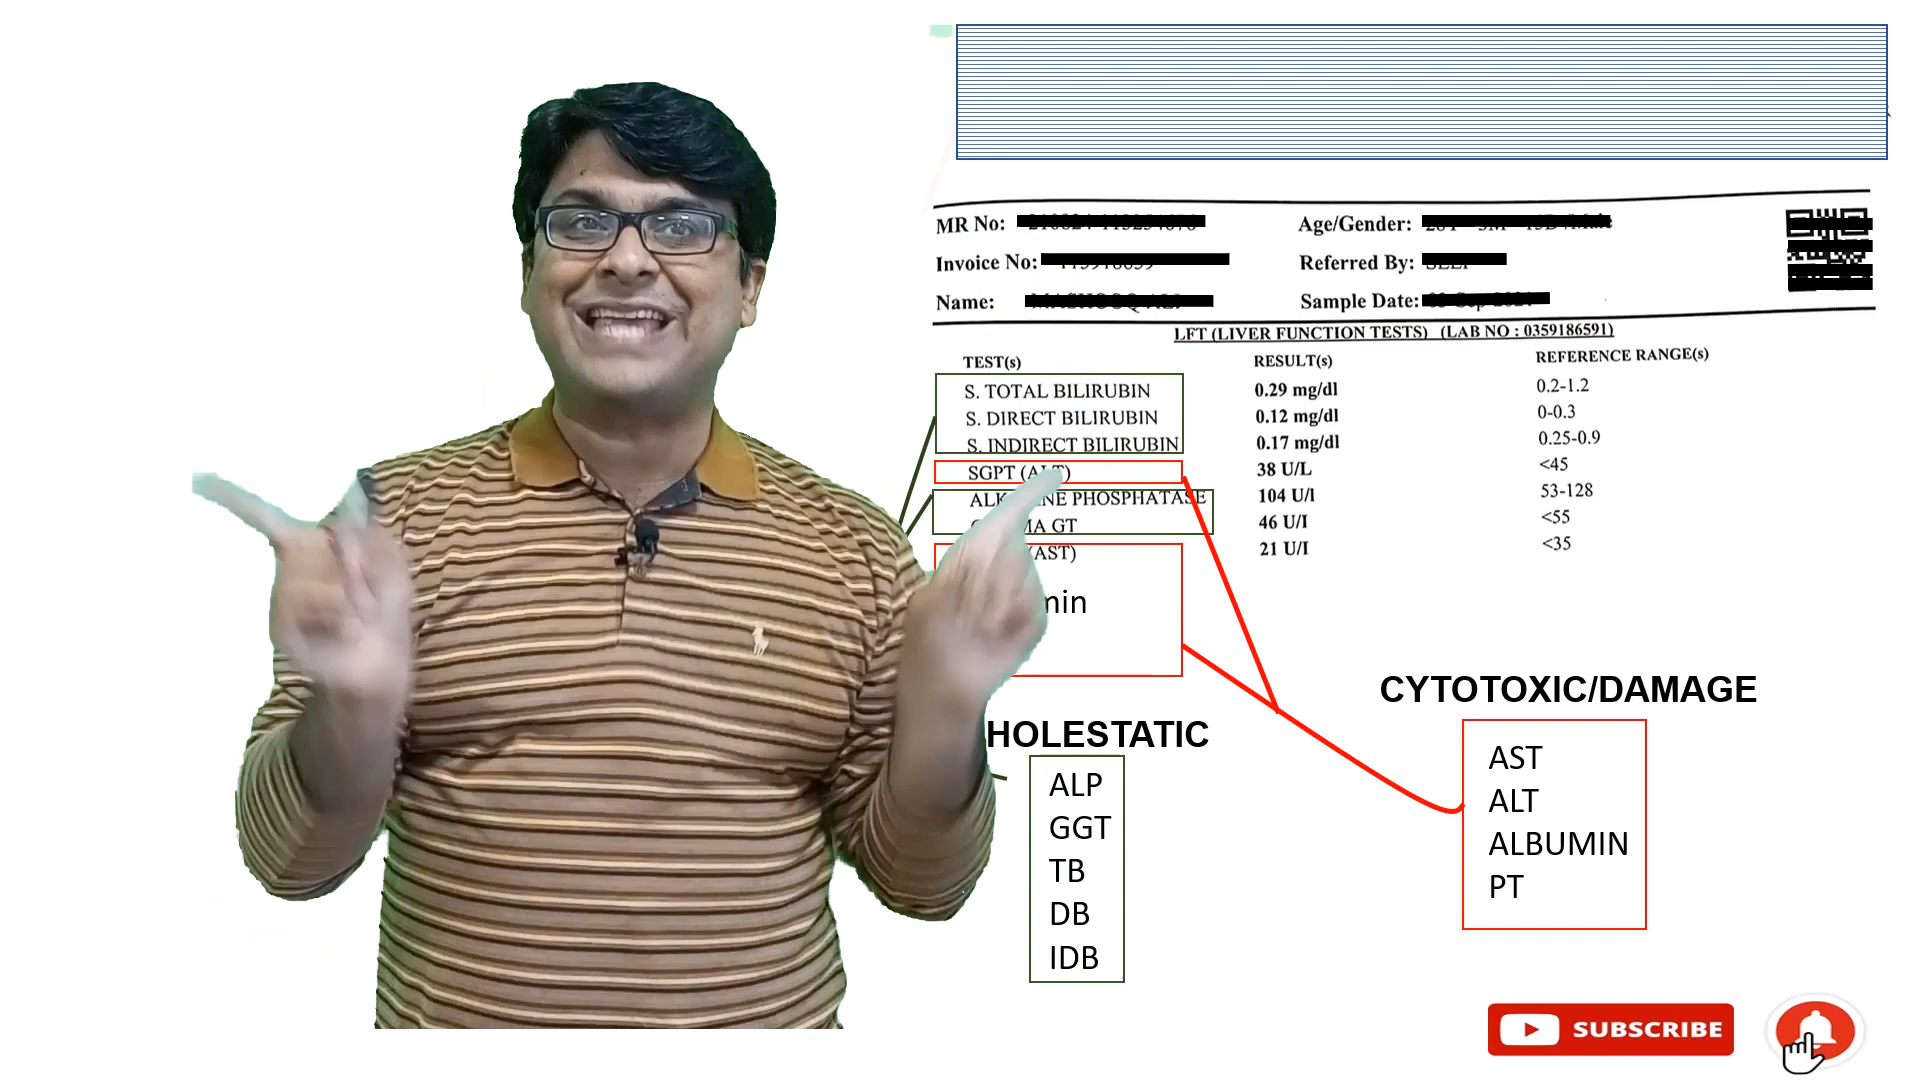 MR No:
Age/Gender:
Invoice No:
Referred By:
Name:
Sample Date:
LFT (LIVER FUNCTION TESTS) (LAB NO : 0359186591)
TEST(s) RESULT(s) REFERENCE RANGE(s)
S. TOTAL BILIRUBIN 0.29 mg/dl 0.2-1.2
S. DIRECT BILIRUBIN 0.12 mg/dl 0-0.3
S. INDIRECT BILIRUBIN 0.17 mg/dl 0.25-0.9
SGPT (ALT) 38 U/L <45
PHOSPHATASE 104 U/l 53-128
GT 46 U/I <55
(AST) 21 U/I <35
CYTOTOXIC/DAMAGE
AST
ALT
ALBUMIN
PT
HOLESTATIC
ALP
GGT
TB
DB
IDB
SUBSCRIBE